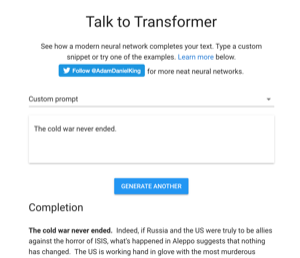 Talk to Transformer
See how a modern neural network completes your text. Type a custom
snippet or try one of the examples. Learn more below.
Follow @AdamDanielKing for more neat neural networks.
Custom prompt
The cold war never ended.
GENERATE ANOTHER
Completion
The cold war never ended. Indeed, if Russia and the US were truly to be allies
against the horror of ISIS, what's happened in Aleppo suggests that nothing
has changed. The US is working hand in glove with the most murderous